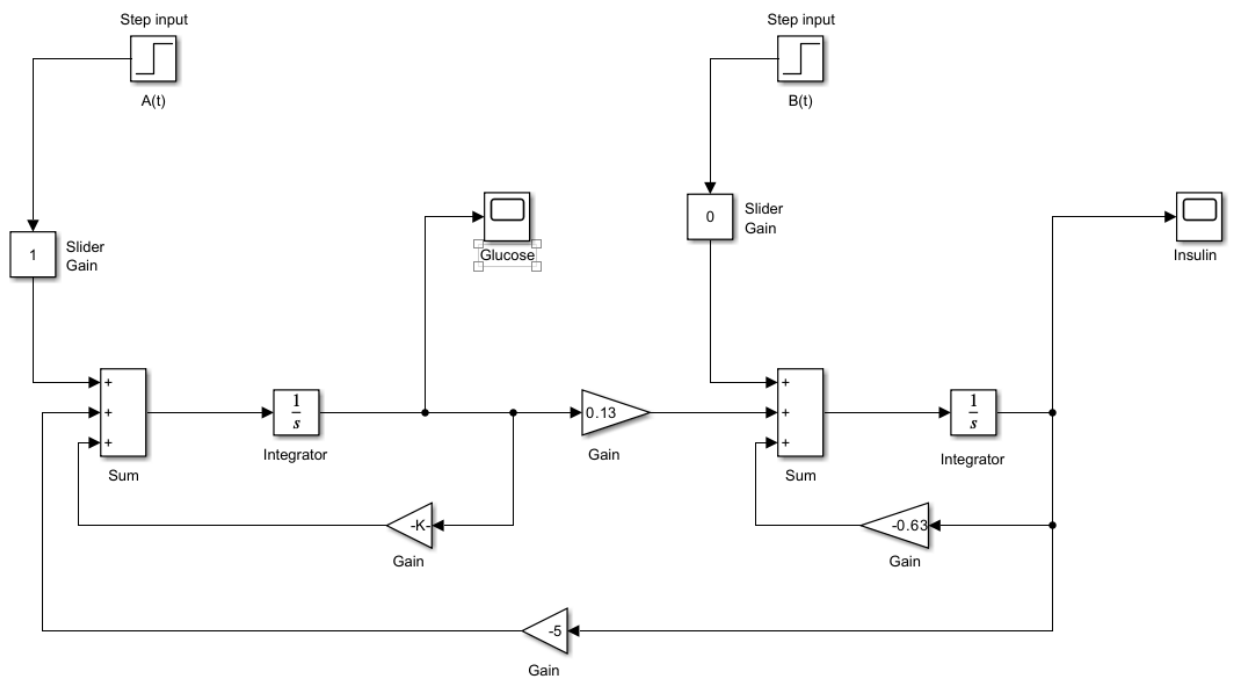 Step input
A(t)
Step input
B(t)
1
Slider
Gain
Glucose
0
Slider
Gain
Insulin
+
+
+
Sum
1
s
Integrator
0.13
Gain
+
+
+
Sum
1
s
Integrator
-K-
Gain
-0.63
Gain
-5
Gain